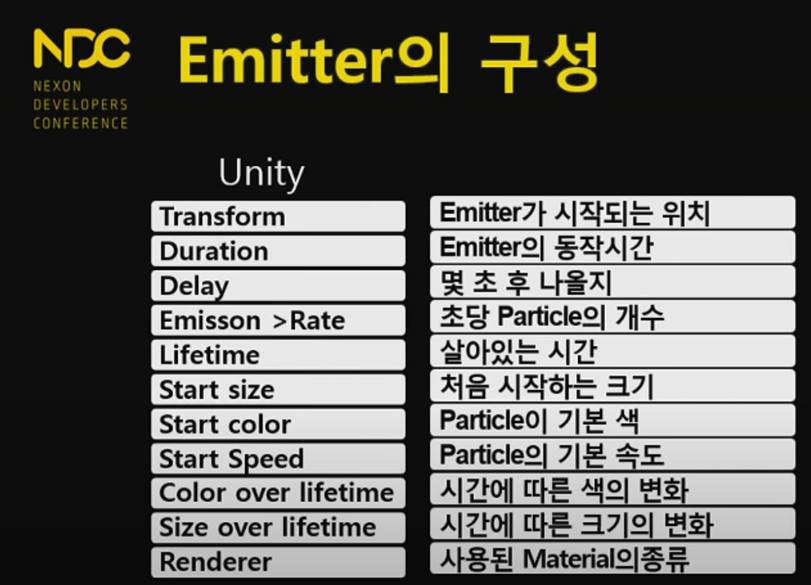 NDC
NEXON
DEVELOPERS
CONFERENCE
Emitter의 구성
Unity
Transform Emitter가 시작되는 위치
Duration Emitter의 동작시간
Delay 몇 초 후 나올지
Emisson >Rate 초당 Particle의 개수
Lifetime 살아있는 시간
Start size 처음 시작하는 크기
Start color Particle이 기본 색
Start Speed Particle의 기본 속도
Color over lifetime 시간에 따른 색의 변화
Size over lifetime 시간에 따른 크기의 변화
Renderer 사용된 Material의종류